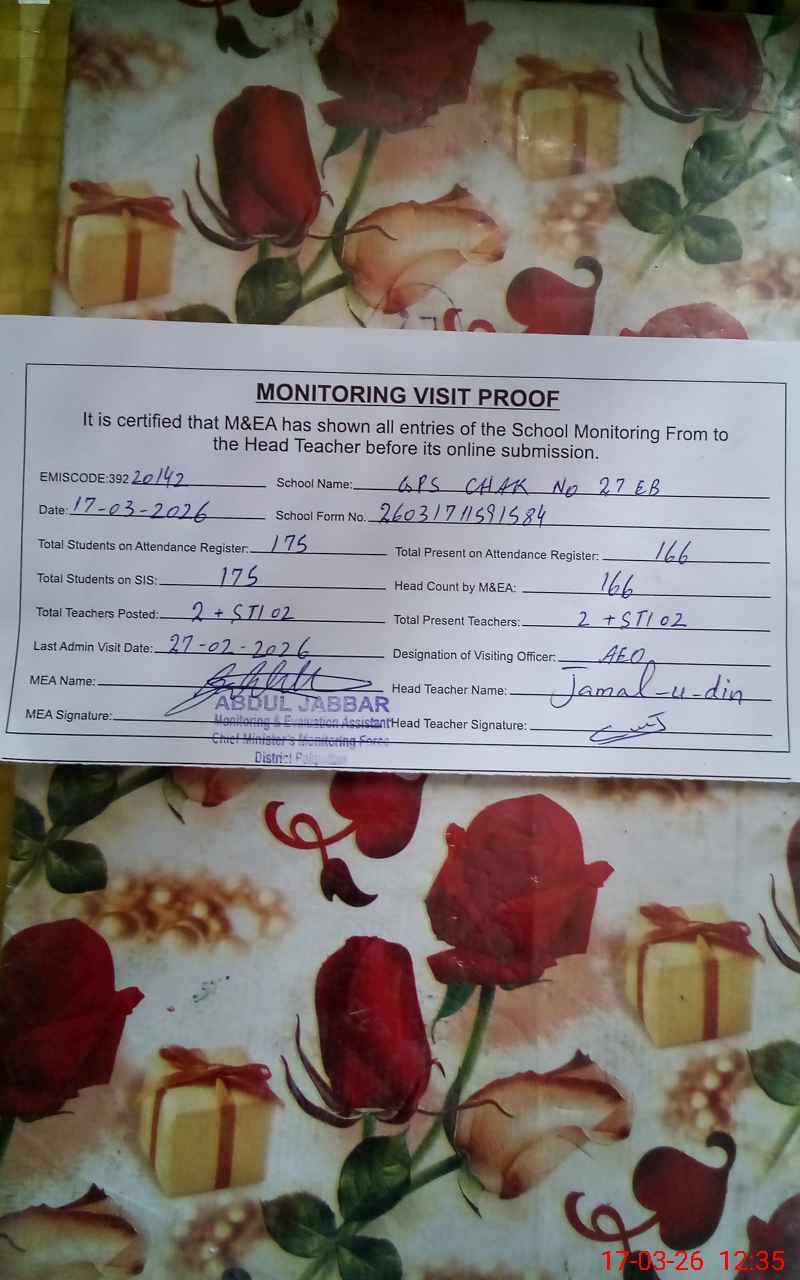 MONITORING VISIT PROOF
It is certified that M&EA has shown all entries of the School Monitoring From to
the Head Teacher before its online submission.
EMISCODE:392 20142 School Name: GPS CHAK No 27 EB
Date: 17-03-2026 School Form No. 26031711591584
Total Students on Attendance Register: 175 Total Present on Attendance Register: 166
Total Students on SIS: 175 Head Count by M&EA: 166
Total Teachers Posted: 2 + STI 02 Total Present Teachers: 2 + STI 02
Last Admin Visit Date: 27-02-2026 Designation of Visiting Officer: AEO
MEA Name: Head Teacher Name: Jamal-u-din
ABDUL JABBAR
MEA Signature: Monitoring & Evaluation Assistant Head Teacher Signature:
Chief Minister's Monitoring Force
District
17-03-26 12:35